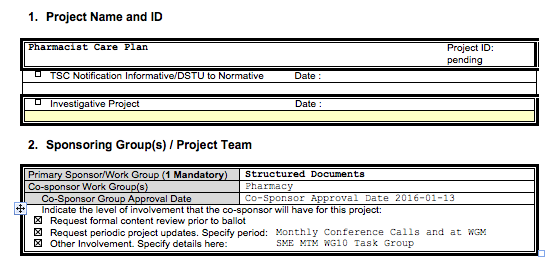 1. Project Name and ID
Pharmacist Care Plan Project ID:
pending
☐ TSC Notification Informative/DSTU to Normative Date :
☐ Investigative Project Date :
2. Sponsoring Group(s) / Project Team
Primary Sponsor/Work Group (1 Mandatory) Structured Documents
Co-sponsor Work Group(s) Pharmacy
Co-Sponsor Group Approval Date Co-Sponsor Approval Date 2016-01-13
Indicate the level of involvement that the co-sponsor will have for this project:
☒ Request formal content review prior to ballot
☒ Request periodic project updates. Specify period: Monthly Conference Calls and at WGM
☒ Other Involvement. Specify details here: SME MTM WG10 Task Group